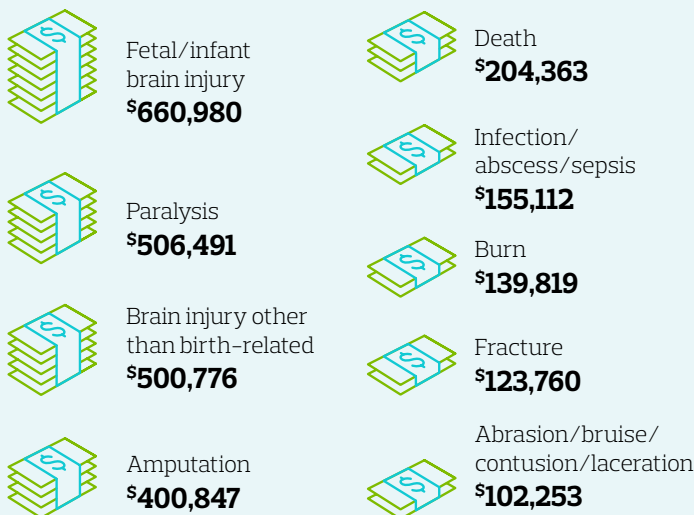 Fetal/infant
brain injury
$660,980
Paralysis
$506,491
Brain injury other
than birth-related
$500,776
Amputation
$400,847
Death
$204,363
Infection/
abscess/sepsis
$155,112
Burn
$139,819
Fracture
$123,760
Abrasion/bruise/
contusion/laceration
$102,253